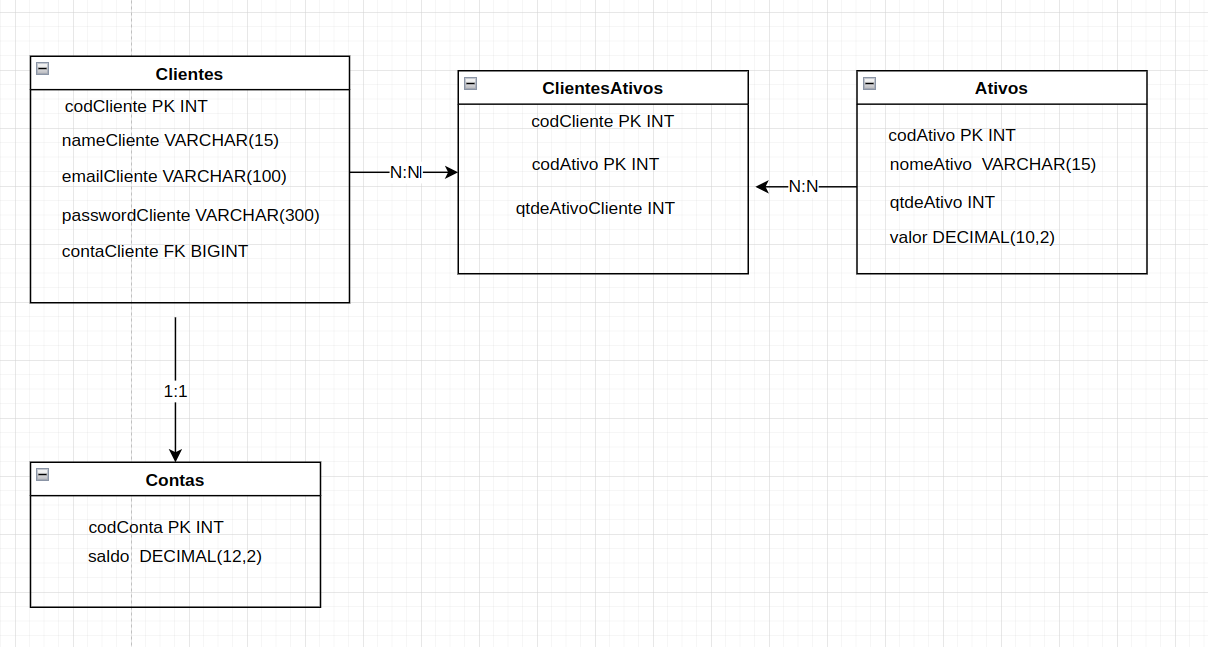 Clientes
codCliente PK INT
nameCliente VARCHAR(15)
emailCliente VARCHAR(100)
passwordCliente VARCHAR(300)
contaCliente FK BIGINT
N:N
ClientesAtivos
codCliente PK INT
codAtivo PK INT
qtdeAtivoCliente INT
N:N
Ativos
codAtivo PK INT
nomeAtivo  VARCHAR(15)
qtdeAtivo INT
valor DECIMAL(10,2)
1:1
Contas
codConta PK INT
saldo  DECIMAL(12,2)